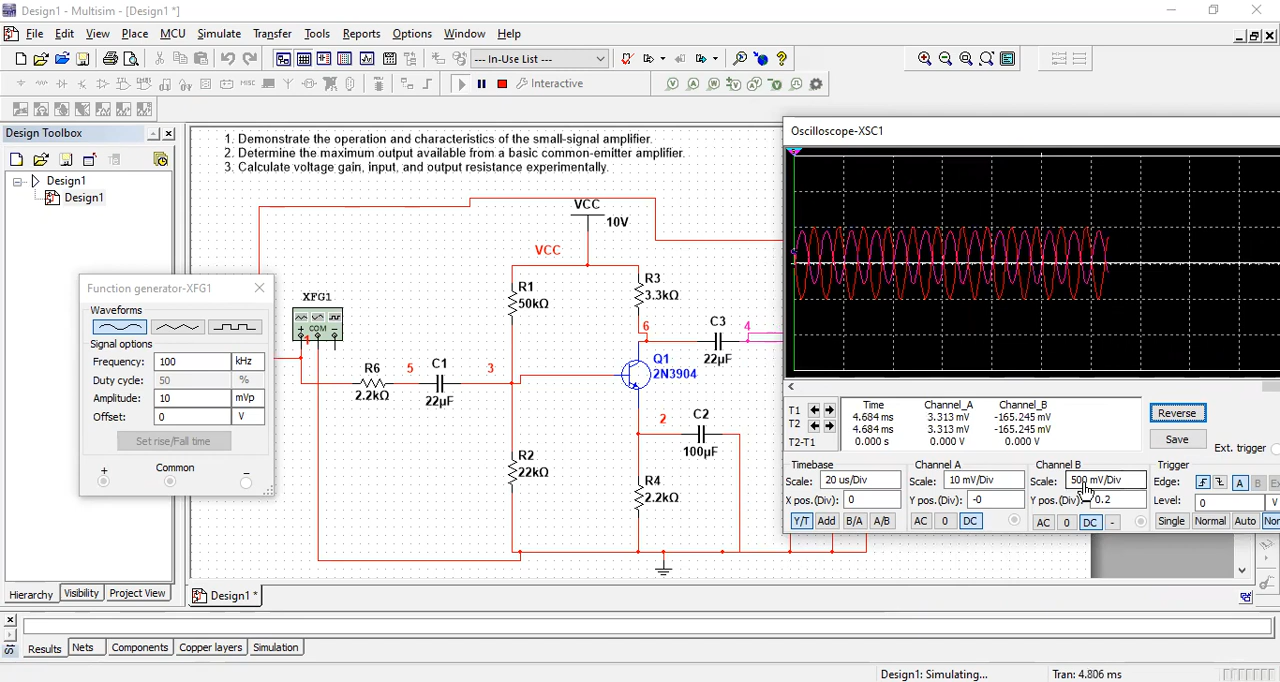 Design1 - Multisim - [Design1 *]
File Edit View Place MCU Simulate Transfer Tools Reports Options Window Help
--- In-Use List ---
Interactive
Design Toolbox
Design1
Design1
1. Demonstrate the operation and characteristics of the small-signal amplifier.
2. Determine the maximum output available from a basic common-emitter amplifier.
3. Calculate voltage gain, input, and output resistance experimentally.
VCC
10V
VCC
R1
50kΩ
R3
3.3kΩ
6
C3
22µF
4
XFG1
COM
1
R6
2.2kΩ
5
C1
22µF
3
Q1
2N3904
2
C2
100µF
R2
22kΩ
R4
2.2kΩ
Function generator-XFG1
Waveforms
Signal options
Frequency: 100 kHz
Duty cycle: 50 %
Amplitude: 10 mVp
Offset: 0 V
Set rise/Fall time
+ Common −
Oscilloscope-XSC1
Time Channel_A Channel_B
T1 4.684 ms 3.313 mV -165.245 mV
T2 4.684 ms 3.313 mV -165.245 mV
T2-T1 0.000 s 0.000 V 0.000 V
Reverse
Save
Ext. trigger
Timebase
Scale: 20 us/Div
X pos.(Div): 0
Y/T Add B/A A/B
Channel A
Scale: 10 mV/Div
Y pos.(Div): -0
AC 0 DC
Channel B
Scale: 500 mV/Div
Y pos.(Div): 0.2
AC 0 DC -
Trigger
Edge: A B
Level: 0 V
Single Normal Auto
Hierarchy Visibility Project View
Design1 *
Results Nets Components Copper layers Simulation
Design1: Simulating... Tran: 4.806 ms